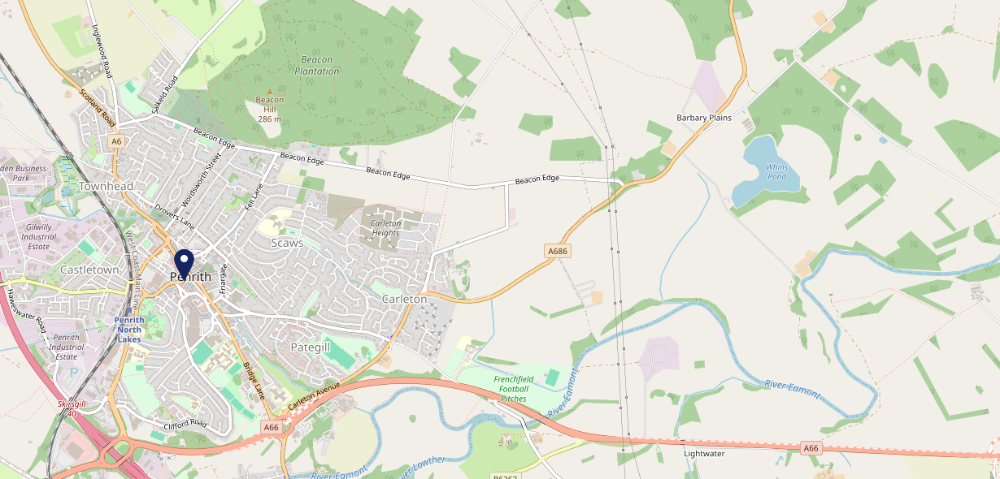 Inglewood Road
Beacon
Plantation
Scotland Road
Salkeld Road
Beacon
Hill
286 m
Barbary Plains
A6
Beacon Edge
Beacon Edge
Beacon Edge
Beacon Edge
Whins
Pond
den Business
Park
Townhead
Wordsworth Street
Fell Lane
Drovers Lane
Carleton
Heights
Gilwilly
Industrial
Estate
Scaws
A686
West Coast Main Line
Castletown
Penrith
Friargate
Haweswater Road
Carleton
Penrith
North
Lakes
Penrith
Industrial
Estate
Pategill
Bridge Lane
Frenchfield
Football
Pitches
River Eamont
River Eamont
Carleton Avenue
Skirsgill
40
Clifford Road
A66
A66
Lightwater
River Eamont
River Lowther
B6262